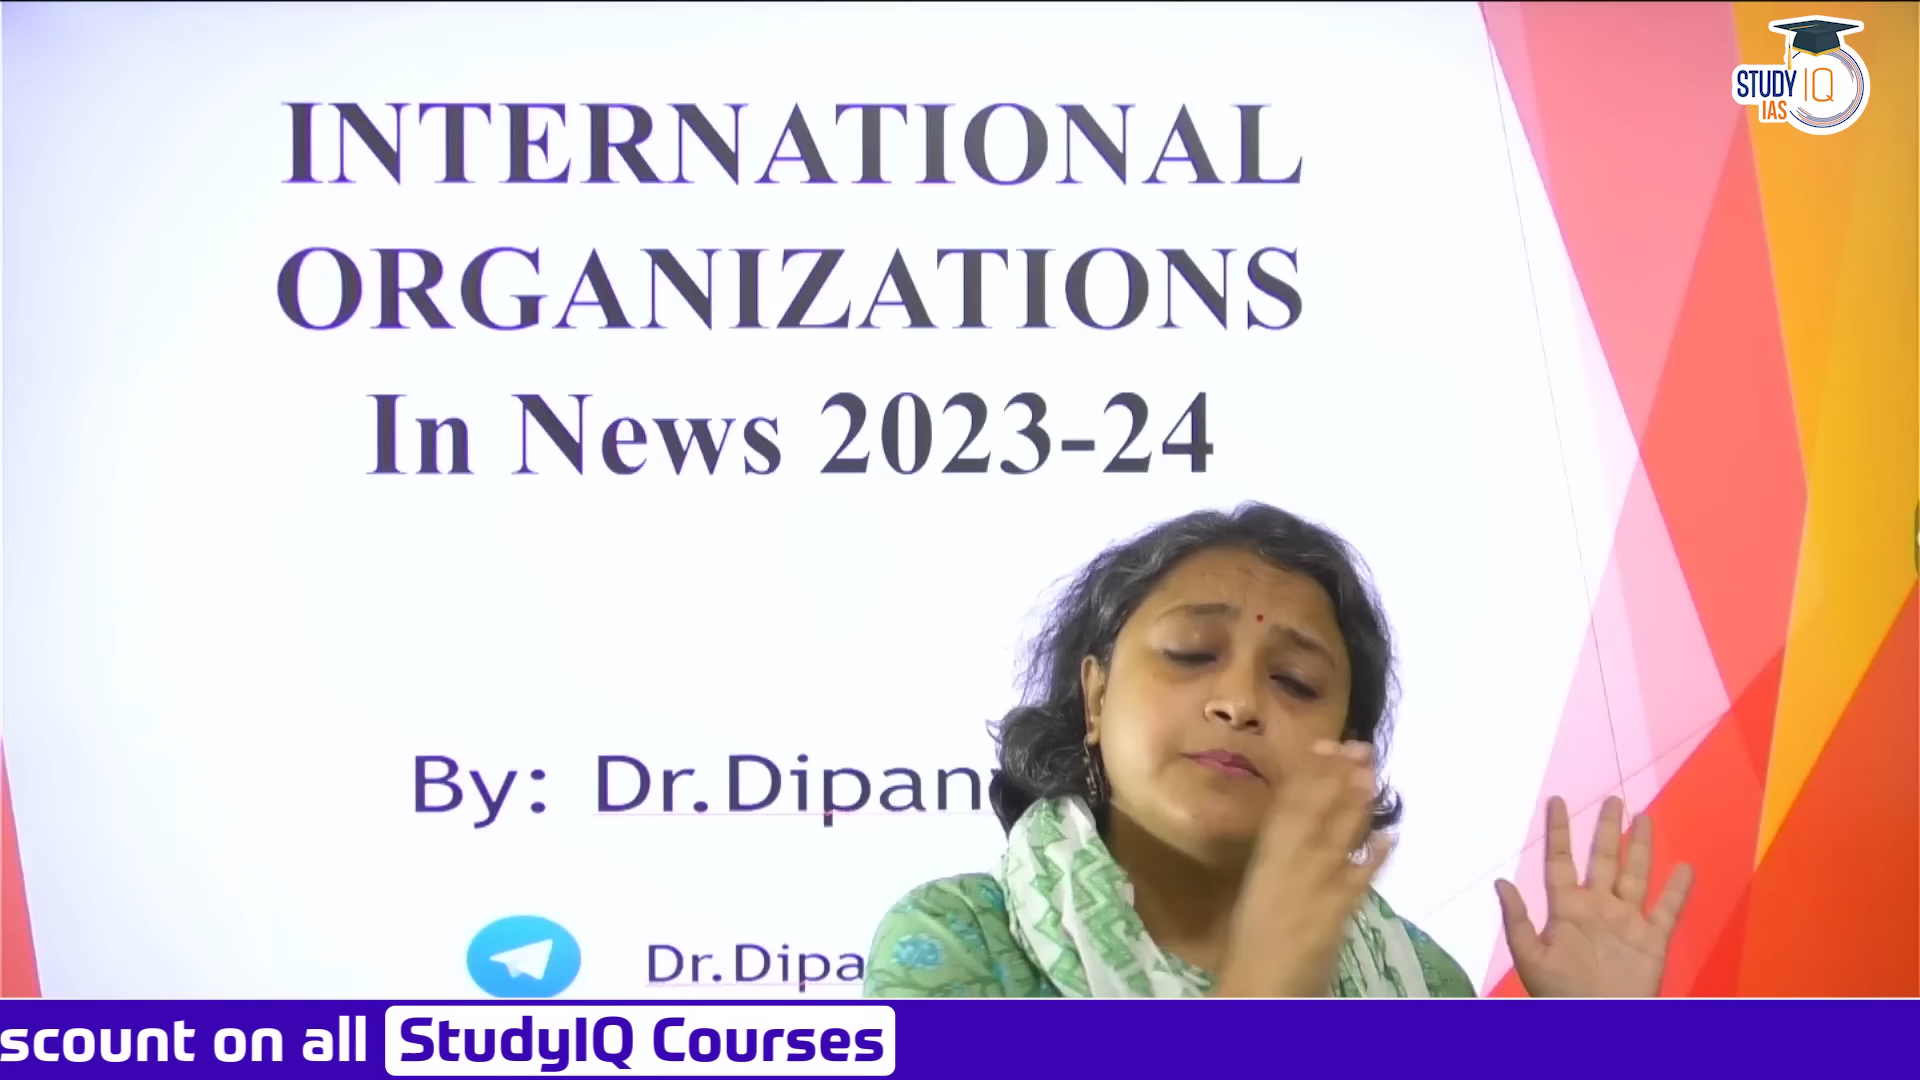 STUDY IQ
IAS
INTERNATIONAL
ORGANIZATIONS
In News 2023-24
By: Dr.Dipan
Dr.Dipa
scount on all StudyIQ Courses